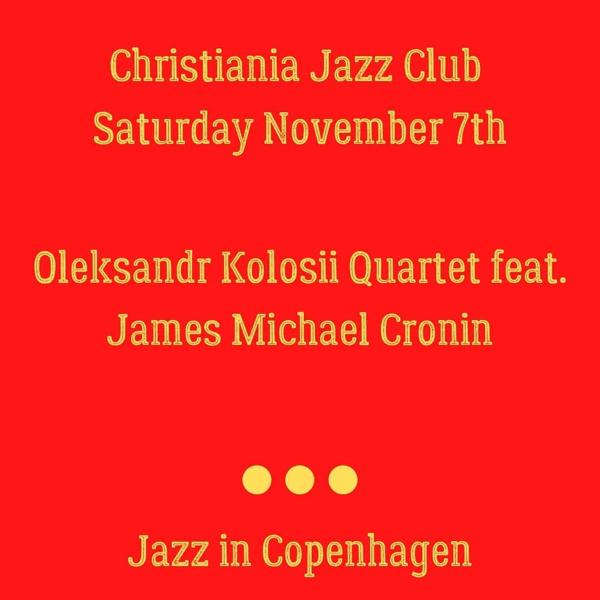 Christiania Jazz Club
Saturday November 7th
Oleksandr Kolosii Quartet feat.
James Michael Cronin
Jazz in Copenhagen